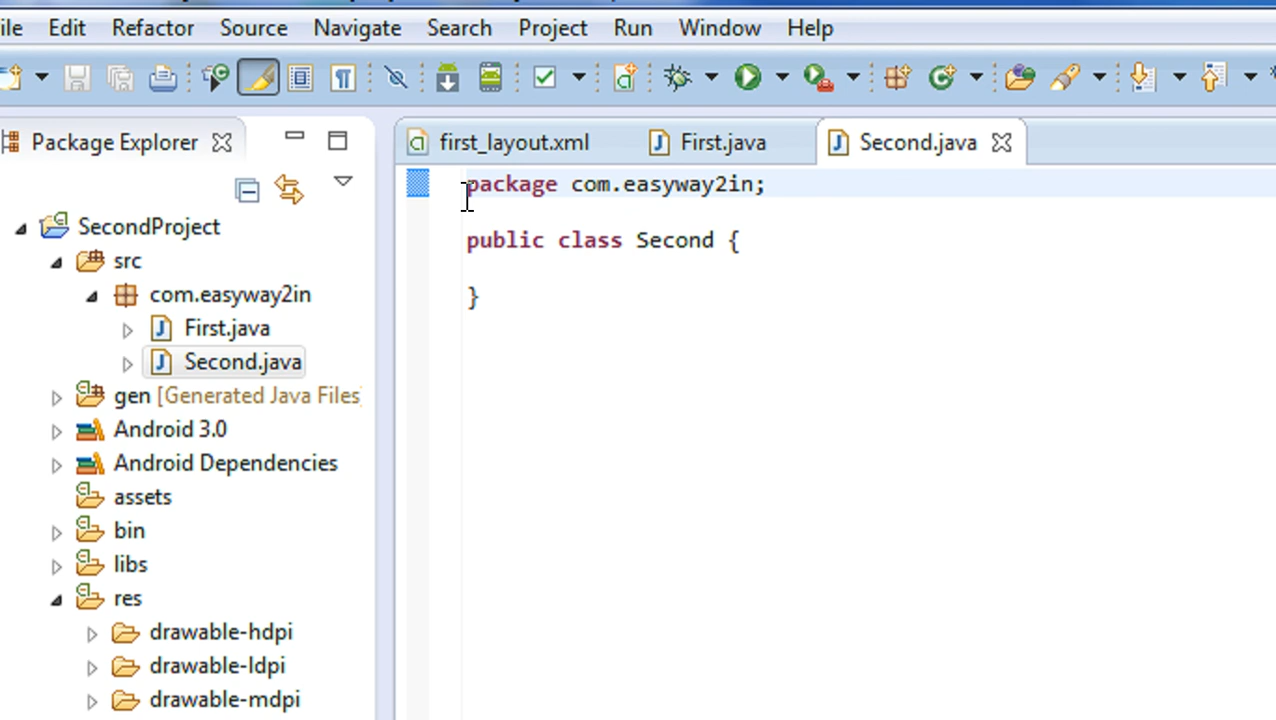 ile Edit Refactor Source Navigate Search Project Run Window Help
Package Explorer
first_layout.xml First.java Second.java
SecondProject
src
com.easyway2in
First.java
Second.java
gen [Generated Java Files]
Android 3.0
Android Dependencies
assets
bin
libs
res
drawable-hdpi
drawable-ldpi
drawable-mdpi
package com.easyway2in;
public class Second {
}